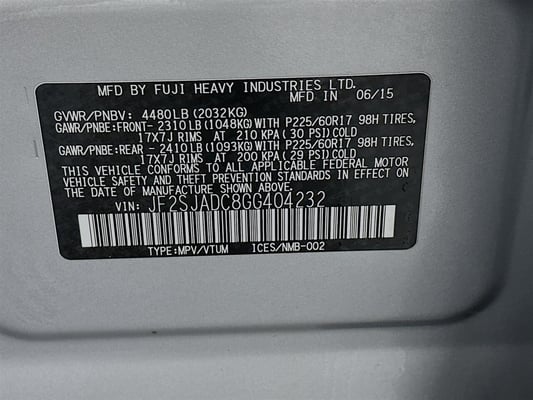 MFD BY FUJI HEAVY INDUSTRIES LTD.
MFD IN 06/15
GVWR/PNBV: 4480LB (2032KG)
GAWR/PNBE:FRONT- 2310LB (1048KG) WITH P225/60R17 98H TIRES,
17X7J RIMS AT 210 KPA (30 PSI) COLD
GAWR/PNBE:REAR - 2410LB (1093KG) WITH P225/60R17 98H TIRES,
17X7J RIMS AT 200 KPA (29 PSI) COLD
THIS VEHICLE CONFORMS TO ALL APPLICABLE FEDERAL MOTOR
VEHICLE SAFETY AND THEFT PREVENTION STANDARDS IN EFFECT ON THE
DATE OF MANUFACTURE SHOWN ABOVE.
VIN: JF2SJADC8GG404232
TYPE:MPV/VTUM ICES/NMB-002